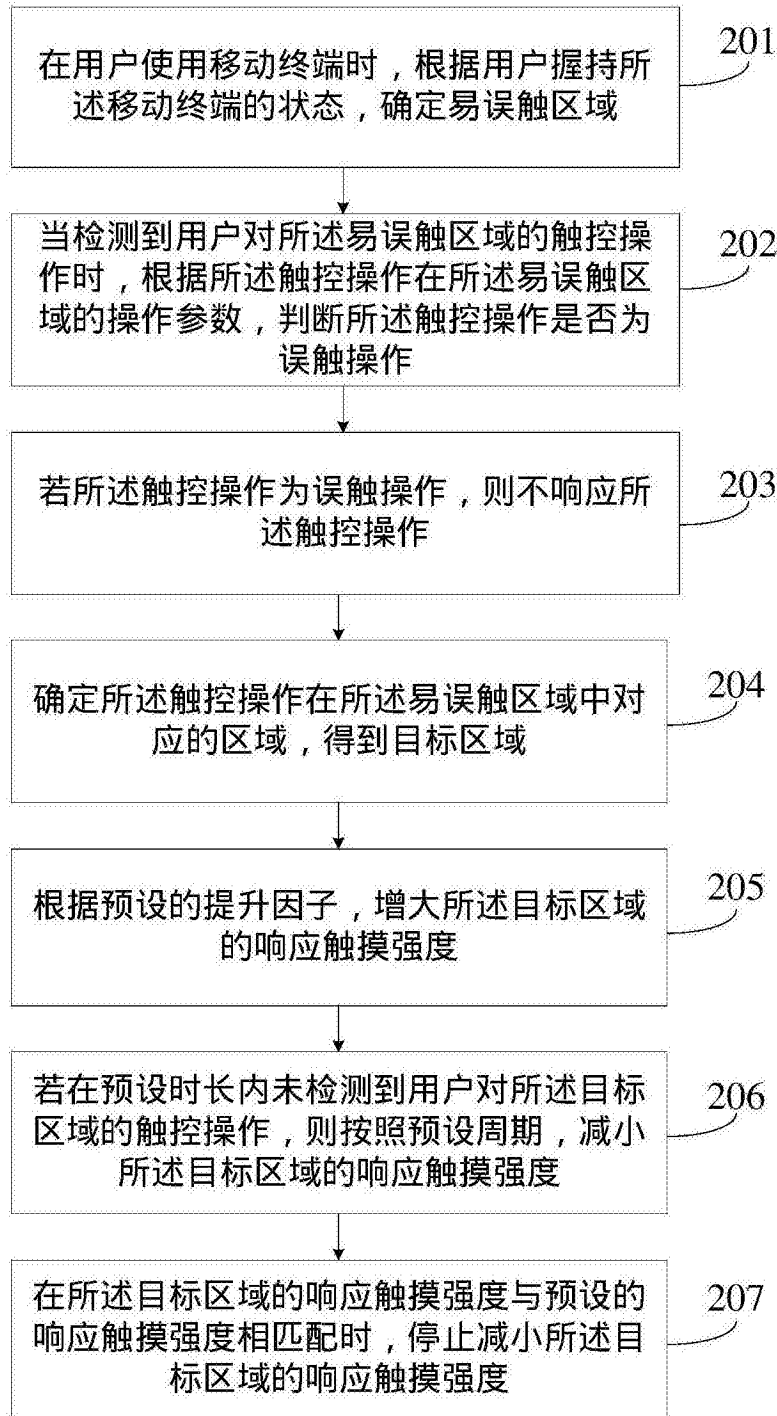 在用户使用移动终端时，根据用户握持所
述移动终端的状态，确定易误触区域
201
当检测到用户对所述易误触区域的触控操
作时，根据所述触控操作在所述易误触区
域的操作参数，判断所述触控操作是否为
误触操作
202
若所述触控操作为误触操作，则不响应所
述触控操作
203
确定所述触控操作在所述易误触区域中对
应的区域，得到目标区域
204
根据预设的提升因子，增大所述目标区域
的响应触摸强度
205
若在预设时长内未检测到用户对所述目标
区域的触控操作，则按照预设周期，减小
所述目标区域的响应触摸强度
206
在所述目标区域的响应触摸强度与预设的
响应触摸强度相匹配时，停止减小所述目
标区域的响应触摸强度
207